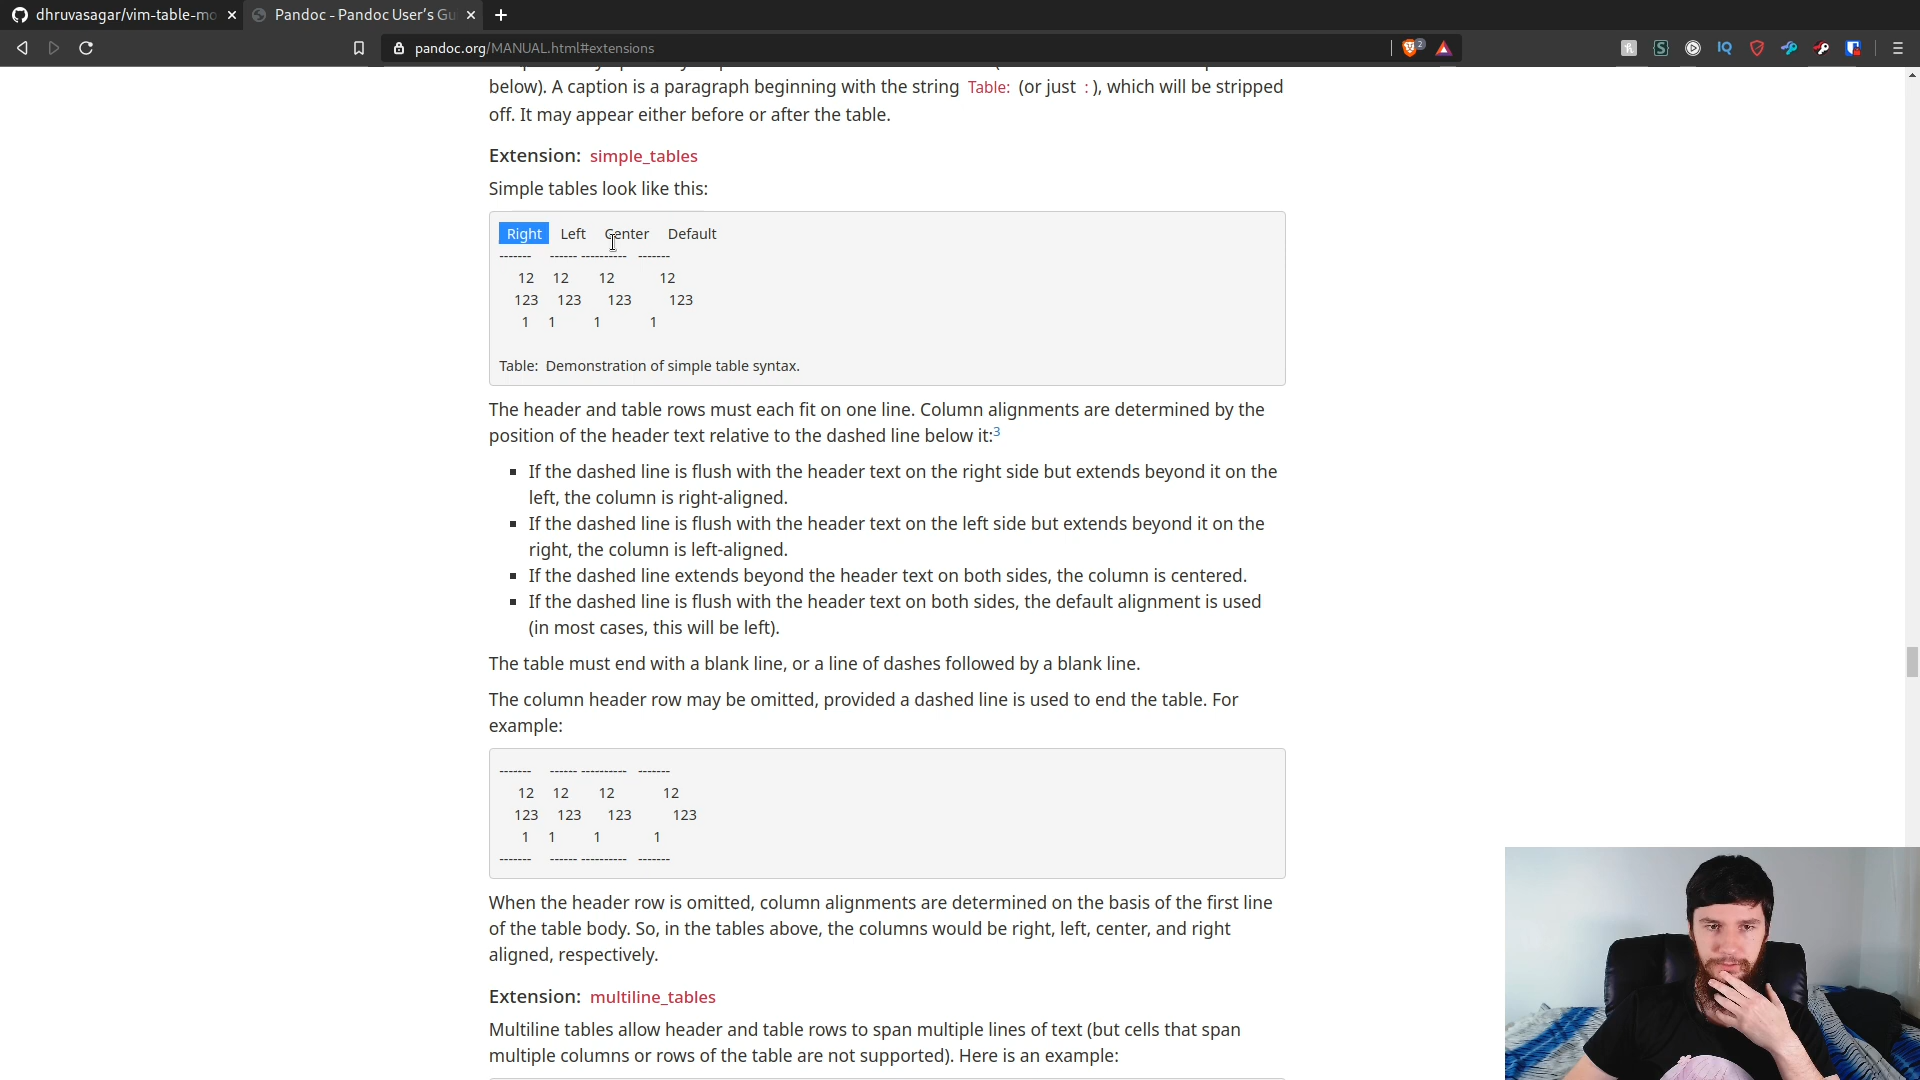 dhruvasagar/vim-table-mo
Pandoc - Pandoc User's Gu
pandoc.org/MANUAL.html#extensions
2
IQ
below). A caption is a paragraph beginning with the string Table: (or just : ), which will be stripped
off. It may appear either before or after the table.
Extension: simple_tables
Simple tables look like this:
Right Left Center Default
------- ------ ---------- -------
12 12 12 12
123 123 123 123
1 1 1 1
Table: Demonstration of simple table syntax.
The header and table rows must each fit on one line. Column alignments are determined by the
position of the header text relative to the dashed line below it:3
▪ If the dashed line is flush with the header text on the right side but extends beyond it on the
left, the column is right-aligned.
▪ If the dashed line is flush with the header text on the left side but extends beyond it on the
right, the column is left-aligned.
▪ If the dashed line extends beyond the header text on both sides, the column is centered.
▪ If the dashed line is flush with the header text on both sides, the default alignment is used
(in most cases, this will be left).
The table must end with a blank line, or a line of dashes followed by a blank line.
The column header row may be omitted, provided a dashed line is used to end the table. For
example:
------- ------ ---------- -------
12 12 12 12
123 123 123 123
1 1 1 1
------- ------ ---------- -------
When the header row is omitted, column alignments are determined on the basis of the first line
of the table body. So, in the tables above, the columns would be right, left, center, and right
aligned, respectively.
Extension: multiline_tables
Multiline tables allow header and table rows to span multiple lines of text (but cells that span
multiple columns or rows of the table are not supported). Here is an example: